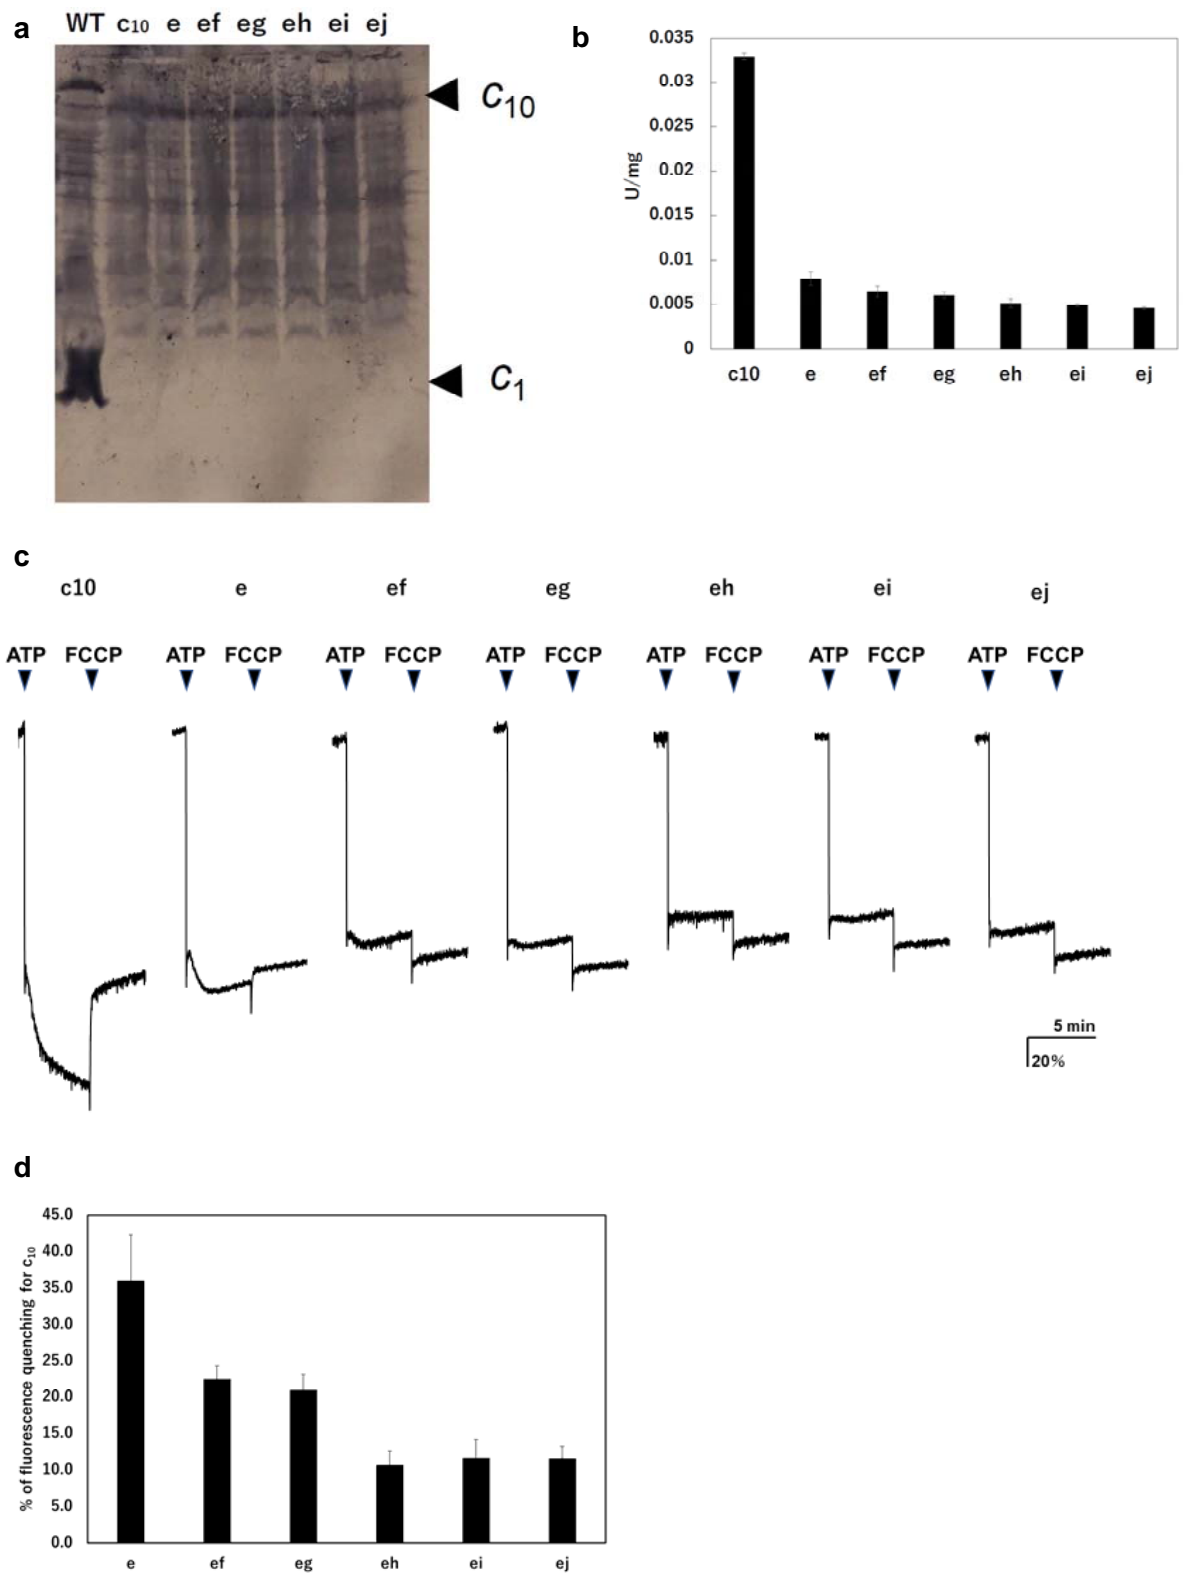 a
WT c10 e ef eg eh ei ej
c10
c1
b
0.035
0.03
0.025
0.02
0.015
0.01
0.005
0
U/mg
c10 e ef eg eh ei ej
c
c10 e ef eg eh ei ej
ATP FCCP ATP FCCP ATP FCCP ATP FCCP ATP FCCP ATP FCCP ATP FCCP
5 min
20%
d
45.0
40.0
35.0
30.0
25.0
20.0
15.0
10.0
5.0
0.0
% of fluorescence quenching for c10
e ef eg eh ei ej